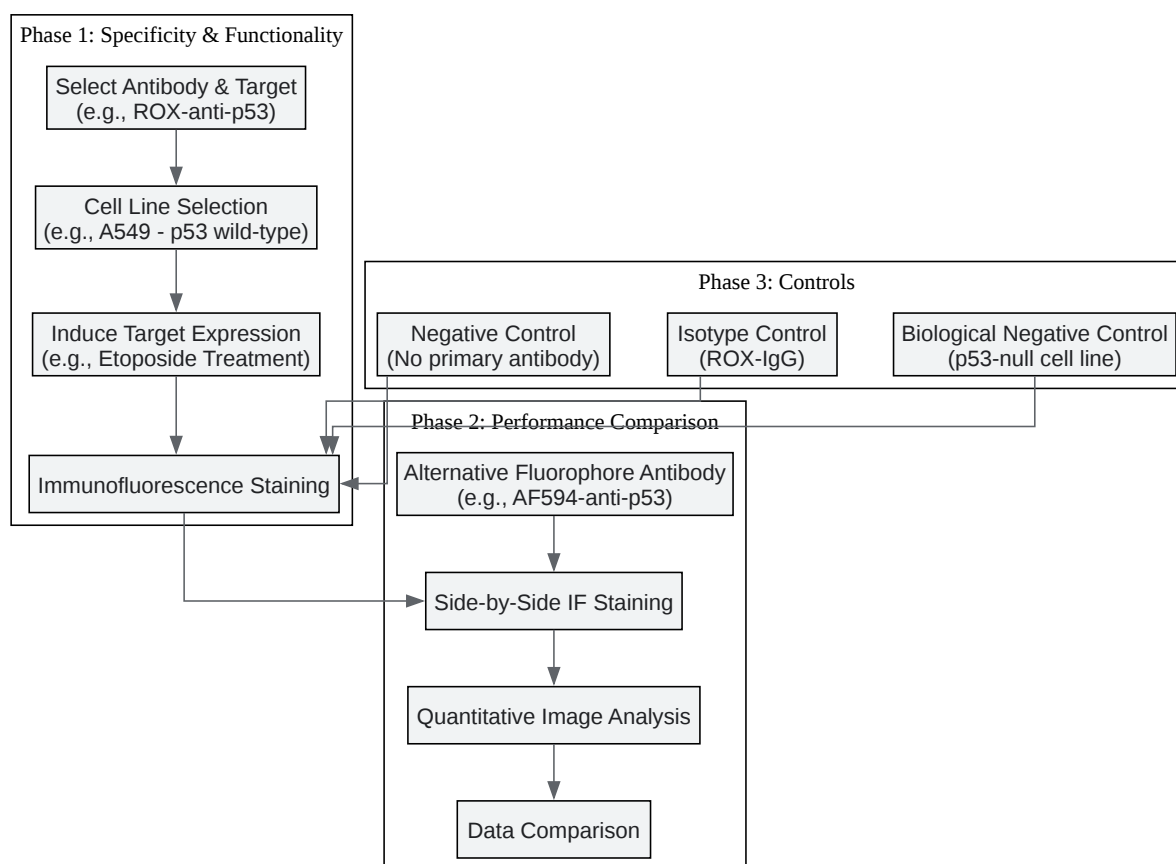 Phase 1: Specificity & Functionality
Select Antibody & Target
(e.g., ROX-anti-p53)
Cell Line Selection
(e.g., A549 - p53 wild-type)
Induce Target Expression
(e.g., Etoposide Treatment)
Immunofluorescence Staining
Phase 3: Controls
Negative Control
(No primary antibody)
Isotype Control
(ROX-IgG)
Biological Negative Control
(p53-null cell line)
Phase 2: Performance Comparison
Alternative Fluorophore Antibody
(e.g., AF594-anti-p53)
Side-by-Side IF Staining
Quantitative Image Analysis
Data Comparison